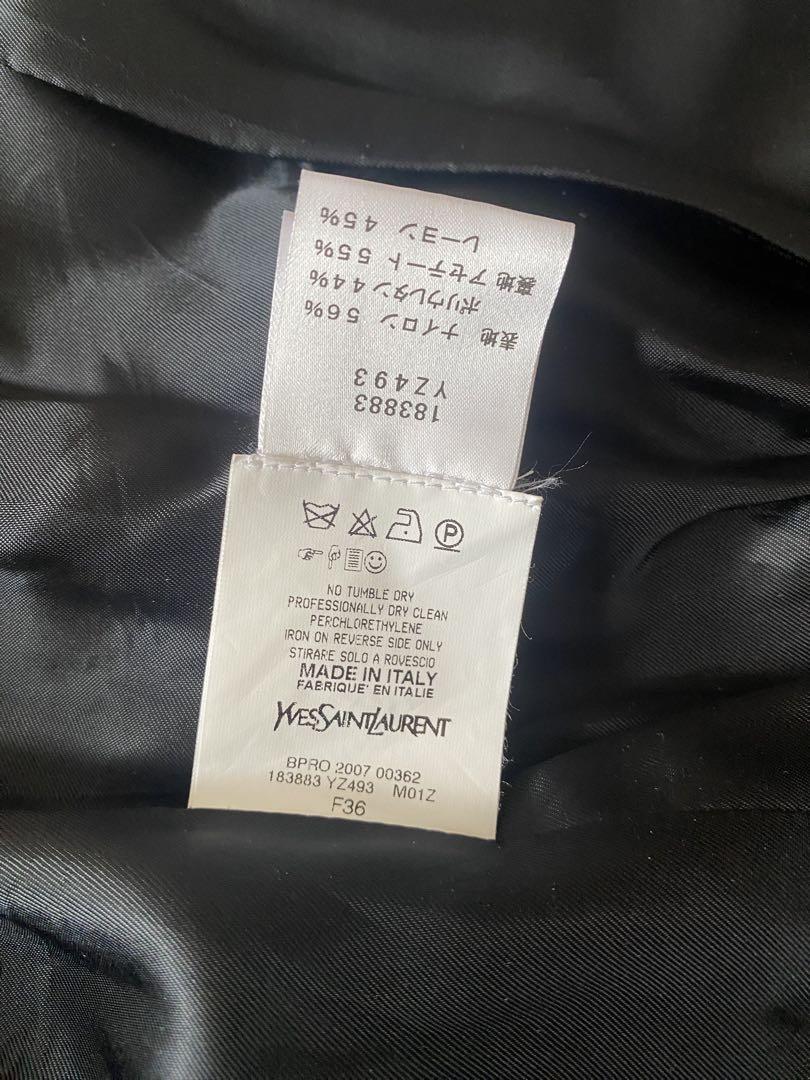 183883
YZ493
表地 ナイロン 56%
ポリウレタン 44%
裏地 アセテート 55%
レーヨン 45%
P
NO TUMBLE DRY
PROFESSIONALLY DRY CLEAN
PERCHLORETHYLENE
IRON ON REVERSE SIDE ONLY
STIRARE SOLO A ROVESCIO
MADE IN ITALY
FABRIQUE' EN ITALIE
YVESSAINTLAURENT
BPRO 2007 00362
183883 YZ493 M01Z
F36